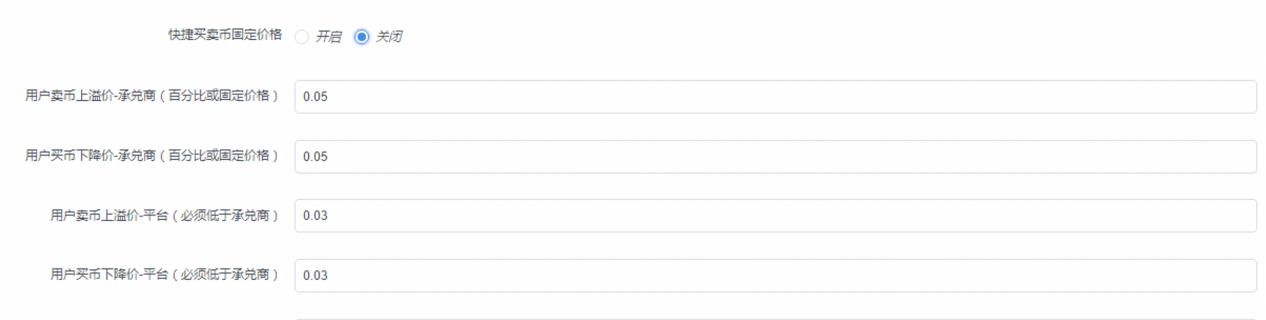 快捷买卖币固定价格 开启 关闭
用户卖币上溢价-承兑商（百分比或固定价格） 0.05
用户买币下降价-承兑商（百分比或固定价格） 0.05
用户卖币上溢价-平台（必须低于承兑商） 0.03
用户买币下降价-平台（必须低于承兑商） 0.03